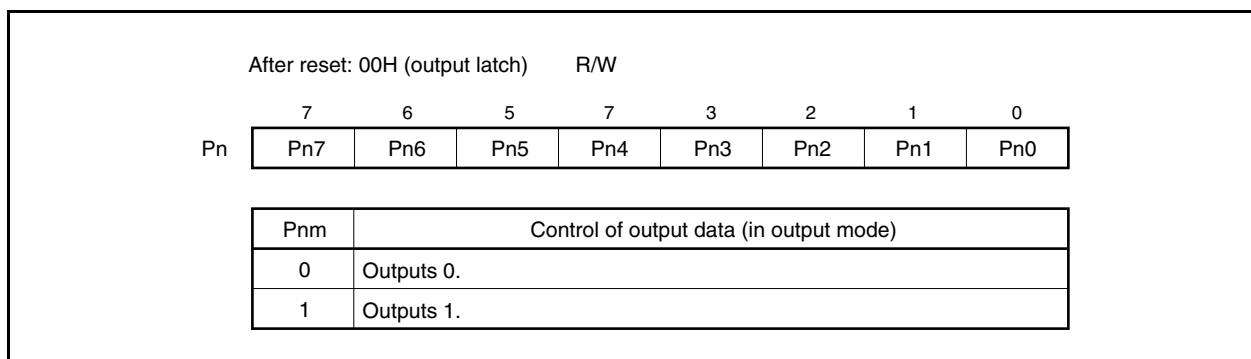 After reset: 00H (output latch) R/W
7 6 5 7 3 2 1 0
Pn Pn7 Pn6 Pn5 Pn4 Pn3 Pn2 Pn1 Pn0
Pnm Control of output data (in output mode)
0 Outputs 0.
1 Outputs 1.